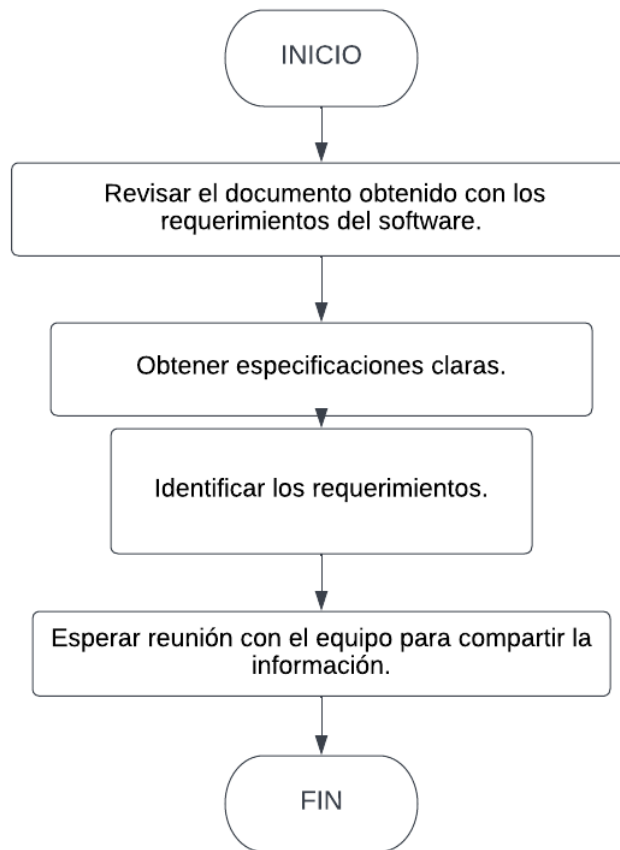 INICIO
Revisar el documento obtenido con los
requerimientos del software.
Obtener especificaciones claras.
Identificar los requerimientos.
Esperar reunión con el equipo para compartir la
información.
FIN